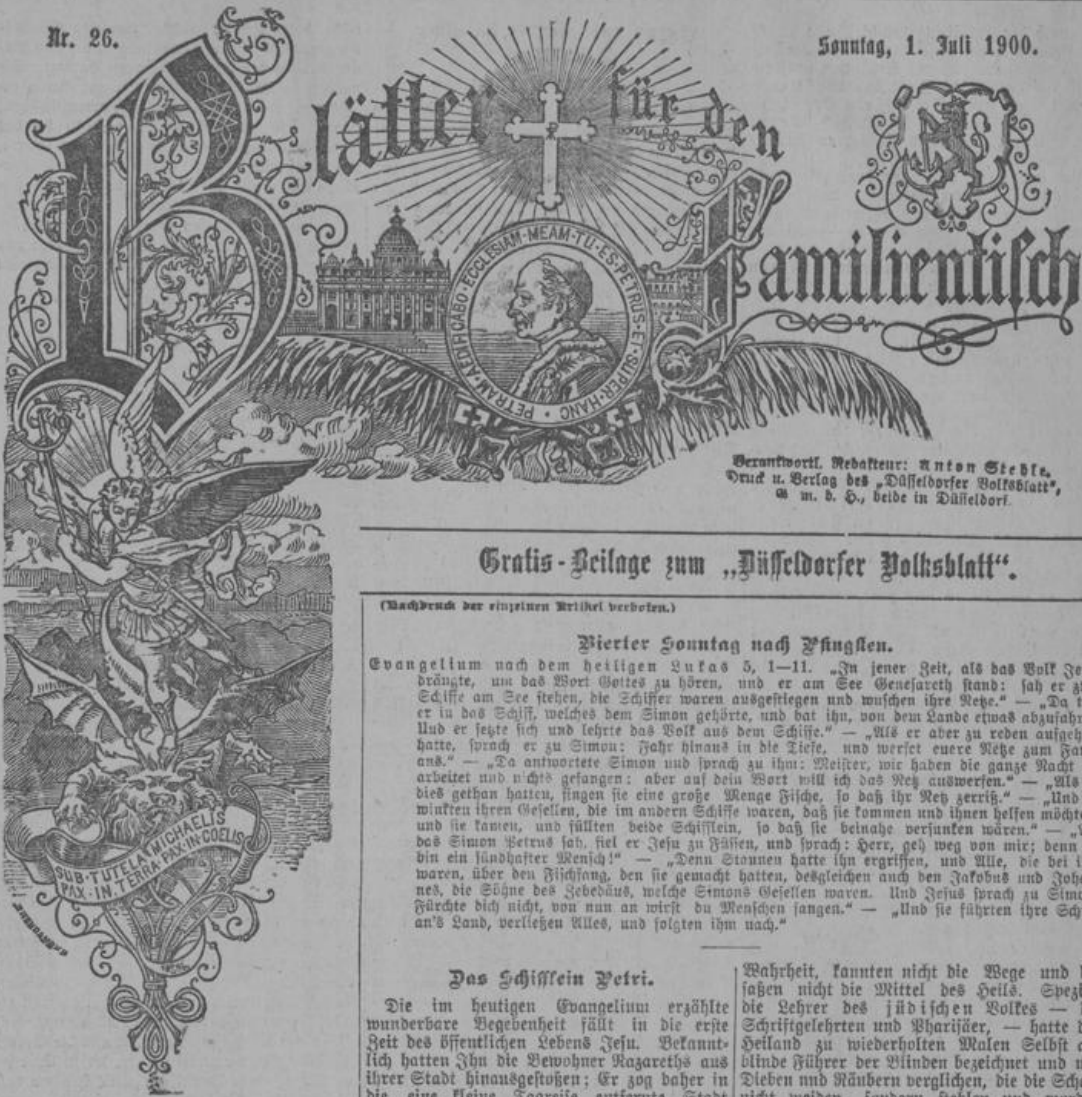 Nr. 26.
Sonntag, 1. Juli 1900.
Blätter für den
Familientisch
PETRAM·AEDIFICABO·ECCLESIAM·MEAM·TU·ES·PETRUS·ET·SUPER·HANC·
SUB·TUTELA·MICHAELIS
PAX·IN·TERRA·PAX·IN·COELIS
Verantwortl. Redakteur: Anton Stehle.
Druck u. Verlag des „Düsseldorfer Volksblatt",
G m. b. H., beide in Düsseldorf.
Gratis-Beilage zum „Düsseldorfer Volksblatt".
(Nachdruck der einzelnen Artikel verboten.)
Vierter Sonntag nach Pfingsten.
Evangelium nach dem heiligen Lukas 5, 1—11. „In jener Zeit, als das Volk Je
drängte, um das Wort Gottes zu hören, und er am See Genesareth stand: sah er z
Schiffe am See stehen, die Schiffer waren ausgestiegen und wuschen ihre Netze." — „Da
er in das Schiff, welches dem Simon gehörte, und bat ihn, von dem Lande etwas abzufahr
Und er setzte sich und lehrte das Volk aus dem Schiffe." — „Als er aber zu reden aufgeh
hatte, sprach er zu Simon: Fahr hinaus in die Tiefe, und werfet euere Netze zum Fa
ans." — „Da antwortete Simon und sprach zu ihm: Meister, wir haben die ganze Nacht
arbeitet und nichts gefangen: aber auf dein Wort will ich das Netz auswerfen." — „Als
dies gethan hatten, fingen sie eine große Menge Fische, so daß ihr Netz zerriß." — „Und
winkten ihren Gesellen, die im andern Schiffe waren, daß sie kommen und ihnen helfen möchte
und sie kamen, und füllten beide Schifflein, so daß sie beinahe versunken wären." —
das Simon Petrus sah, fiel er Jesu zu Füssen, und sprach: Herr, geh weg von mir; denn
bin ein sündhafter Mensch!" — „Denn Staunen hatte ihn ergriffen, und Alle, die bei i
waren, über den Fischfang, den sie gemacht hatten, desgleichen auch den Jakobus und Joha
nes, die Söhne des Zebedäus, welche Simons Gesellen waren. Und Jesus sprach zu Simo
Fürchte dich nicht, von nun an wirst du Menschen fangen." — „Und sie führten ihre Sch
an's Land, verließen Alles, und folgten ihm nach."
Das Schifflein Petri.
Die im heutigen Evangelium erzählte
wunderbare Begebenheit fällt in die erste
Zeit des öffentlichen Lebens Jesu. Bekannt-
lich hatten Ihn die Bewohner Nazareths aus
ihrer Stadt hinausgestoßen; Er zog daher in
die, eine kleine Tagreise entfernte Stadt
Wahrheit, kannten nicht die Wege und
saßen nicht die Mittel des Heils. Spezi
die Lehrer des jüdischen Volkes —
Schriftgelehrten und Pharisäer, — hatte
Heiland zu wiederholten Malen Selbst
blinde Führer der Blinden bezeichnet und
Dieben und Räubern verglichen, die die Scha
nicht weiden, sondern stehlen und